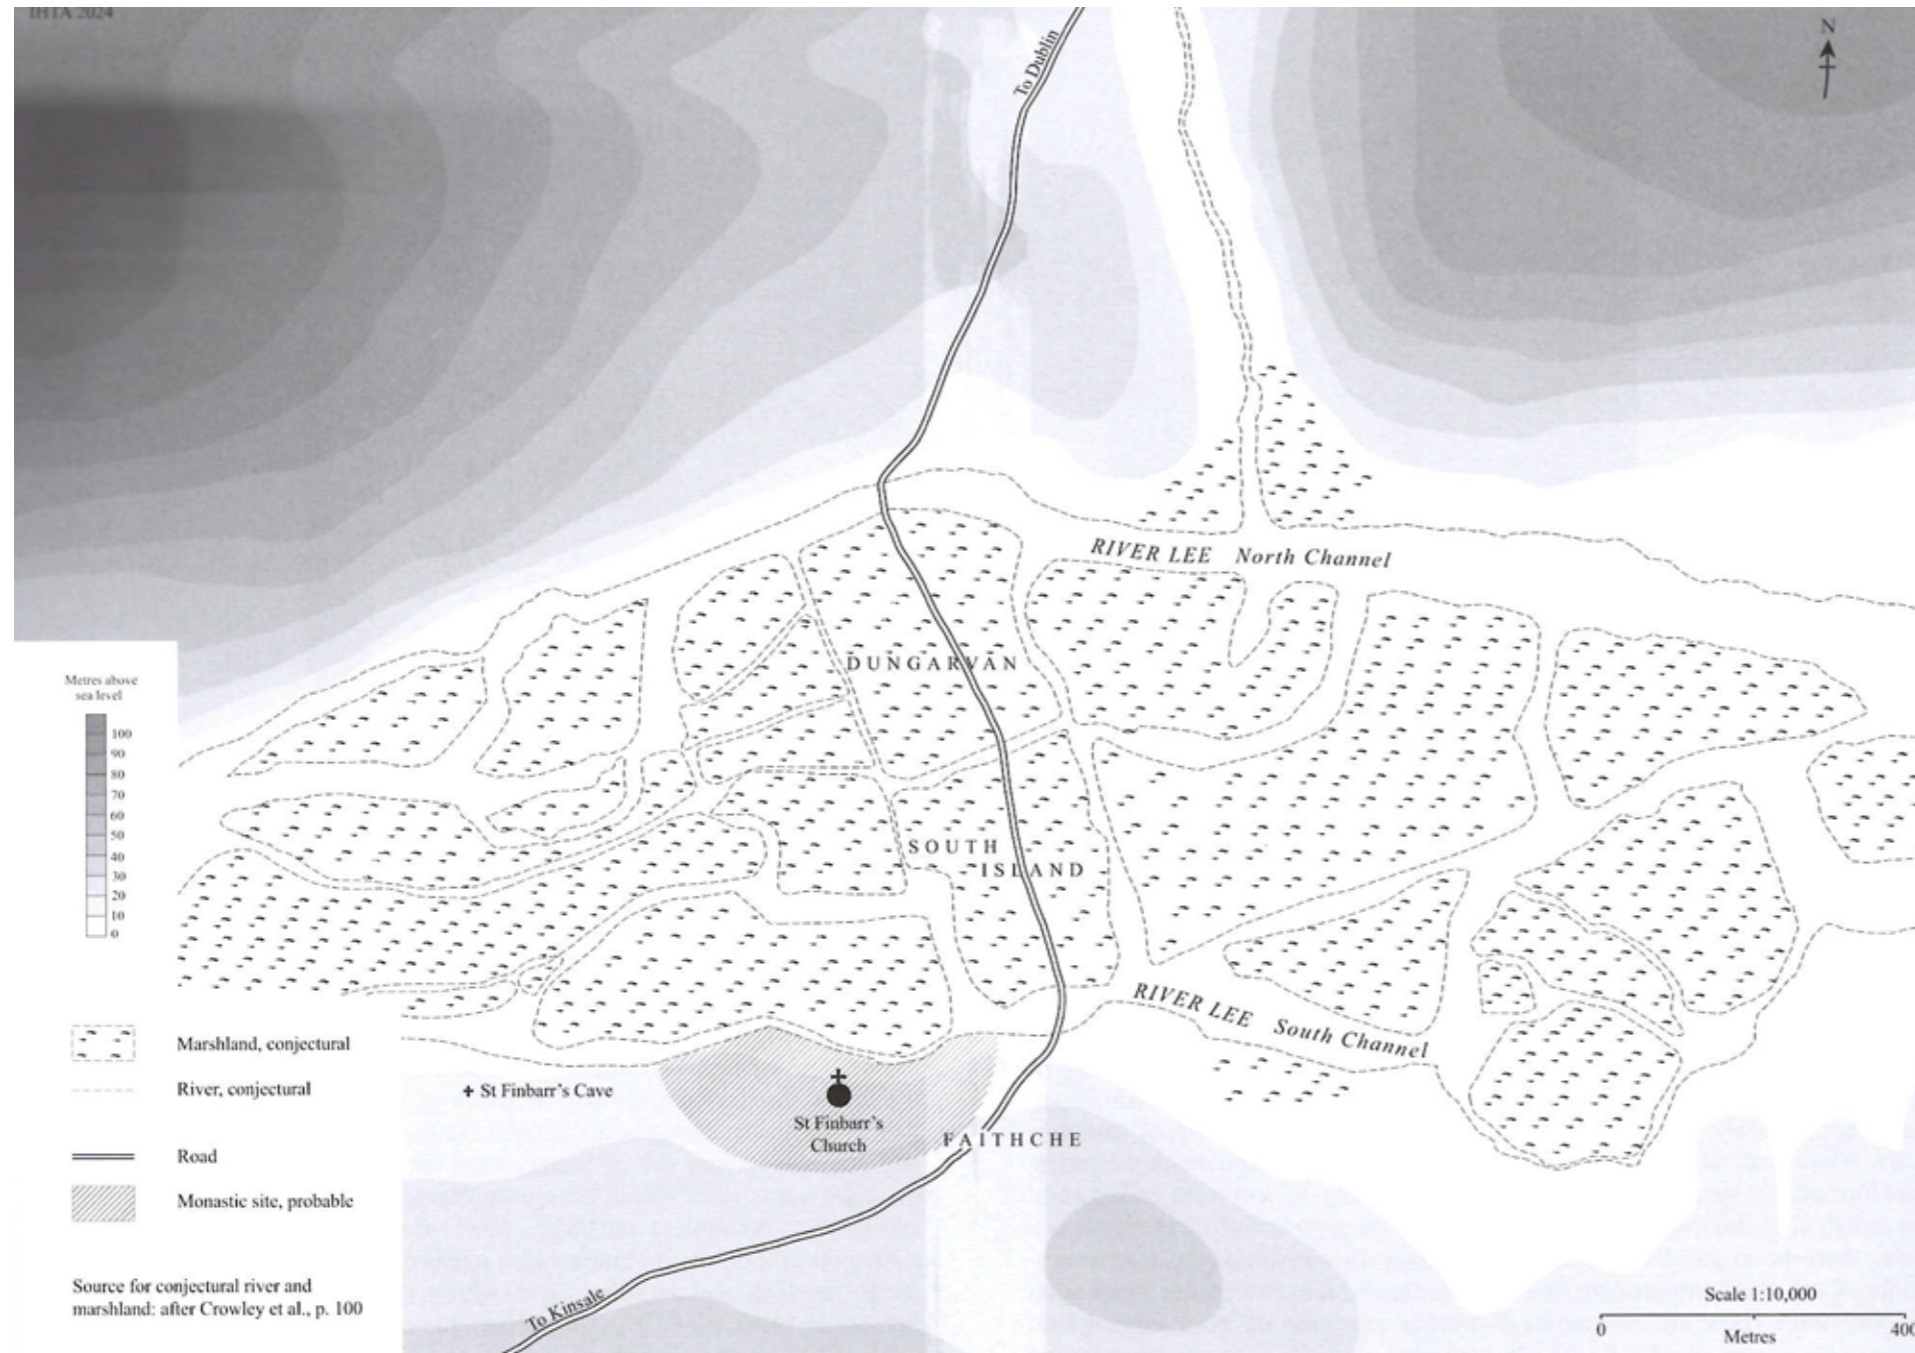 IHTA 2024
N
To Dublin
RIVER LEE North Channel
DUNGARVAN
SOUTH
ISLAND
RIVER LEE South Channel
St Finbarr's Cave
St Finbarr's
Church
FAITHCHE
To Kinsale
Metres above
sea level
100
90
80
70
60
50
40
30
20
10
0
Marshland, conjectural
River, conjectural
Road
Monastic site, probable
Source for conjectural river and
marshland: after Crowley et al., p. 100
Scale 1:10,000
0 400
Metres